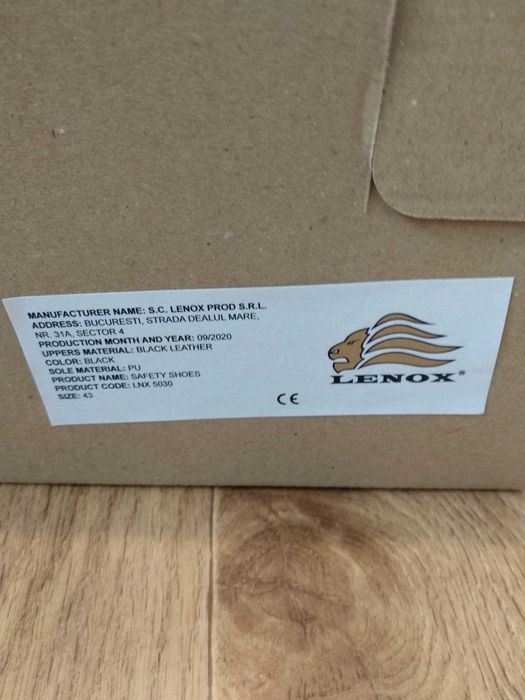 MANUFACTURER NAME: S.C. LENOX PROD S.R.L.
ADDRESS: BUCURESTI, STRADA DEALUL MARE,
NR. 31A, SECTOR 4
PRODUCTION MONTH AND YEAR: 09/2020
UPPERS MATERIAL: BLACK LEATHER
COLOR: BLACK
SOLE MATERIAL: PU
PRODUCT NAME: SAFETY SHOES
PRODUCT CODE: LNX 5030
SIZE: 43
CE
LENOX®